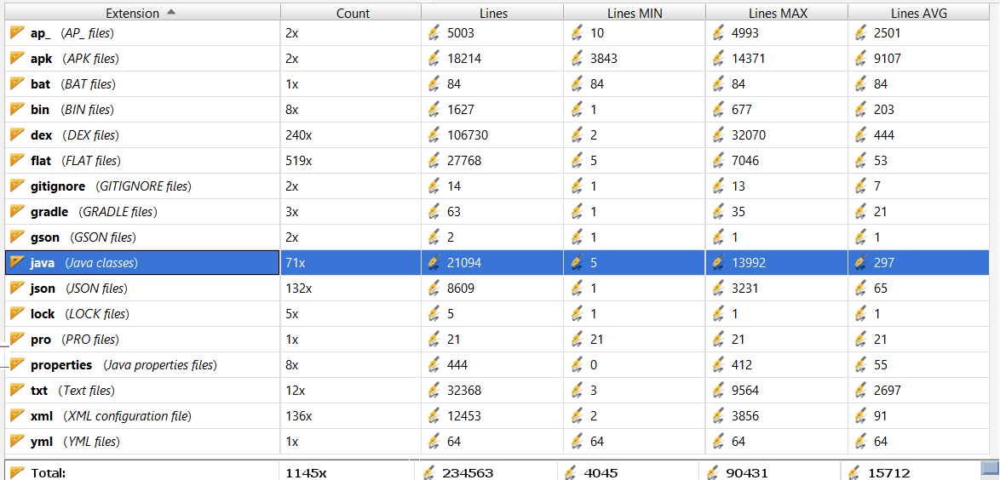 Extension Count Lines Lines MIN Lines MAX Lines AVG
ap_ (AP_ files) 2x 5003 10 4993 2501
apk (APK files) 2x 18214 3843 14371 9107
bat (BAT files) 1x 84 84 84 84
bin (BIN files) 8x 1627 1 677 203
dex (DEX files) 240x 106730 2 32070 444
flat (FLAT files) 519x 27768 5 7046 53
gitignore (GITIGNORE files) 2x 14 1 13 7
gradle (GRADLE files) 3x 63 1 35 21
gson (GSON files) 2x 2 1 1 1
java (Java classes) 71x 21094 5 13992 297
json (JSON files) 132x 8609 1 3231 65
lock (LOCK files) 5x 5 1 1 1
pro (PRO files) 1x 21 21 21 21
properties (Java properties files) 8x 444 0 412 55
txt (Text files) 12x 32368 3 9564 2697
xml (XML configuration file) 136x 12453 2 3856 91
yml (YML files) 1x 64 64 64 64
Total: 1145x 234563 4045 90431 15712